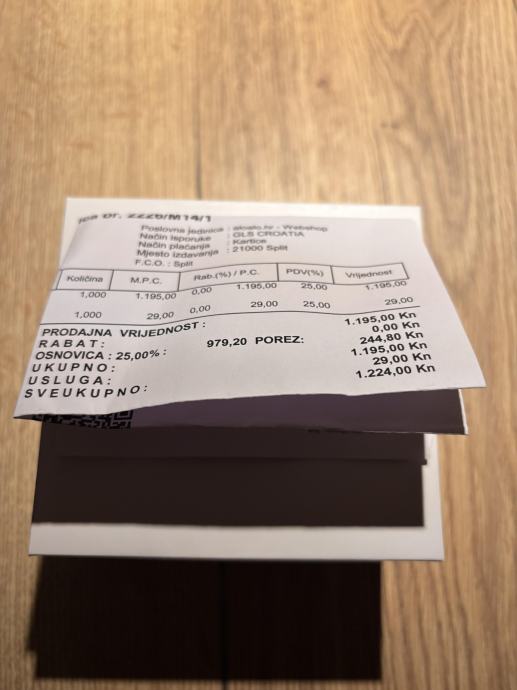 br. 2226/M14/1
Poslovna jedinica : - Webshop
Način isporuke : GLS CROATIA
Način plaćanja : Kartice
Mjesto izdavanja : 21000 Split
F.C.O. : Split
Količina M.P.C. Rab.(%) / P.C. PDV(%) Vrijednost
1,000 1.195,00 0,00 1.195,00 25,00 1.195,00
1,000 29,00 0,00 29,00 25,00 29,00
PRODAJNA VRIJEDNOST : 1.195,00 Kn
RABAT: 0,00 Kn
OSNOVICA : 25,00% : 979,20 POREZ: 244,80 Kn
UKUPNO: 1.195,00 Kn
USLUGA: 29,00 Kn
SVEUKUPNO: 1.224,00 Kn